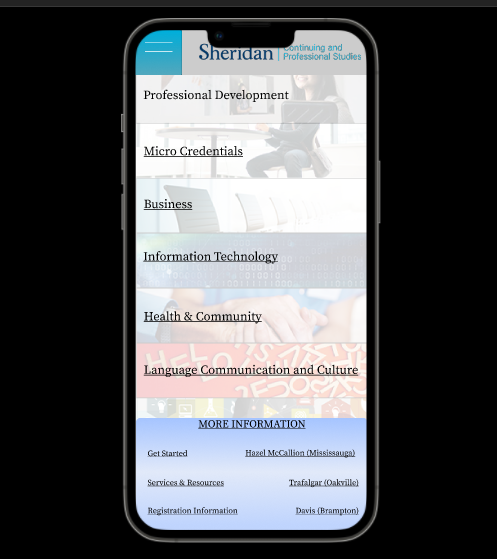 Sheridan
Continuing and
Professional Studies
Professional Development
Micro Credentials
Business
Information Technology
Health & Community
Language Communication and Culture
MORE INFORMATION
Get Started
Hazel McCallion (Mississauga)
Services & Resources
Trafalgar (Oakville)
Registration Information
Davis (Brampton)